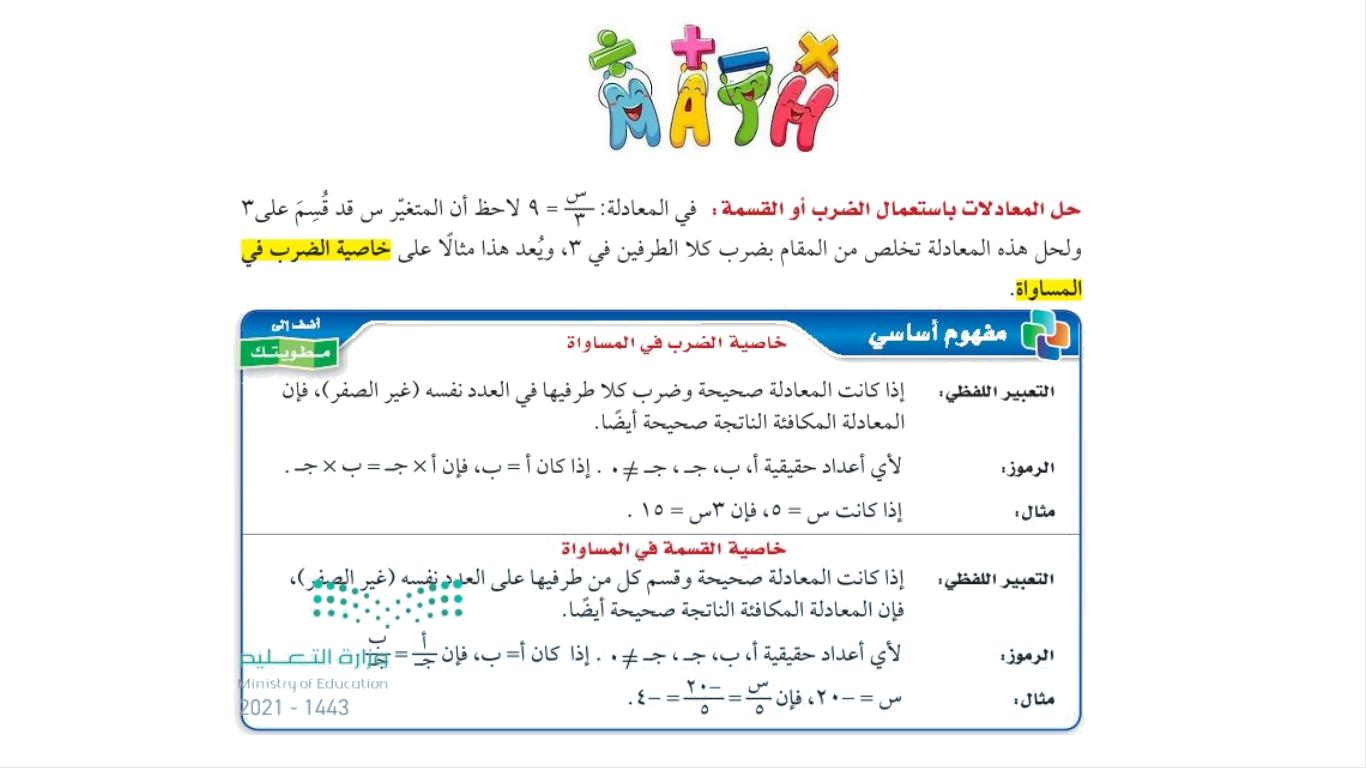 MATH
حل المعادلات باستعمال الضرب أو القسمة: في المعادلة: س/٣ = ٩ لاحظ أن المتغيّر س قد قُسِمَ على ٣
ولحل هذه المعادلة تخلص من المقام بضرب كلا الطرفين في ٣، ويُعد هذا مثالًا على خاصية الضرب في
المساواة.
مفهوم أساسي
أضف إلى
مطويتك
خاصية الضرب في المساواة
التعبير اللفظي: إذا كانت المعادلة صحيحة وضرب كلا طرفيها في العدد نفسه (غير الصفر)، فإن
المعادلة المكافئة الناتجة صحيحة أيضًا.
الرموز: لأي أعداد حقيقية أ، ب، جـ ، جـ ≠ ٠ . إذا كان أ = ب، فإن أ × جـ = ب × جـ .
مثال: إذا كانت س = ٥، فإن ٣س = ١٥ .
خاصية القسمة في المساواة
التعبير اللفظي: إذا كانت المعادلة صحيحة وقسم كل من طرفيها على العدد نفسه (غير الصفر)،
فإن المعادلة المكافئة الناتجة صحيحة أيضًا.
الرموز: لأي أعداد حقيقية أ، ب، جـ ، جـ ≠ ٠ . إذا كان أ = ب، فإن أ/جـ = ب/جـ
مثال: س = −٢٠، فإن س/٥ = −٢٠/٥ = −٤ .
وزارة التعليم
Ministry of Education
2021 - 1443